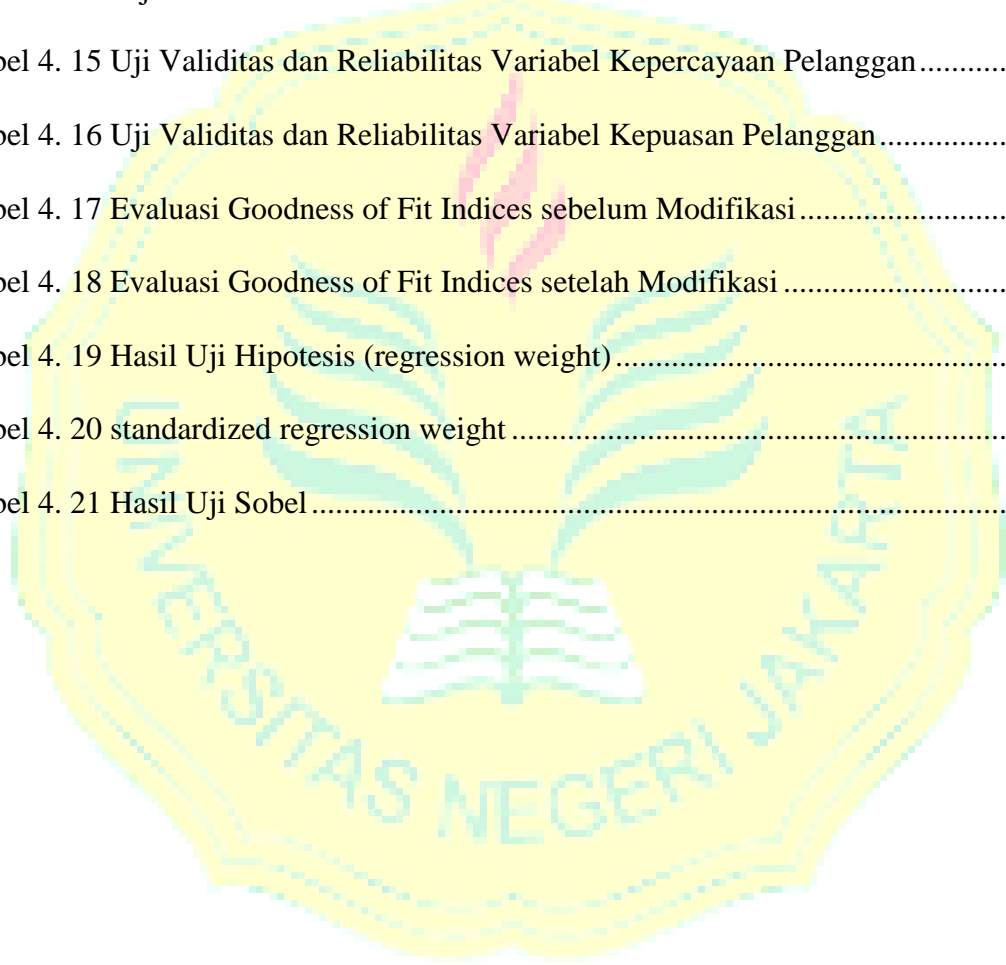 bel 4. 15 Uji Validitas dan Reliabilitas Variabel Kepercayaan Pelanggan...........
bel 4. 16 Uji Validitas dan Reliabilitas Variabel Kepuasan Pelanggan...............
bel 4. 17 Evaluasi Goodness of Fit Indices sebelum Modifikasi........................
bel 4. 18 Evaluasi Goodness of Fit Indices setelah Modifikasi..........................
bel 4. 19 Hasil Uji Hipotesis (regression weight)..............................................
bel 4. 20 standardized regression weight..........................................................
bel 4. 21 Hasil Uji Sobel..................................................................................
UNIVERSITAS NEGERI JAKARTA